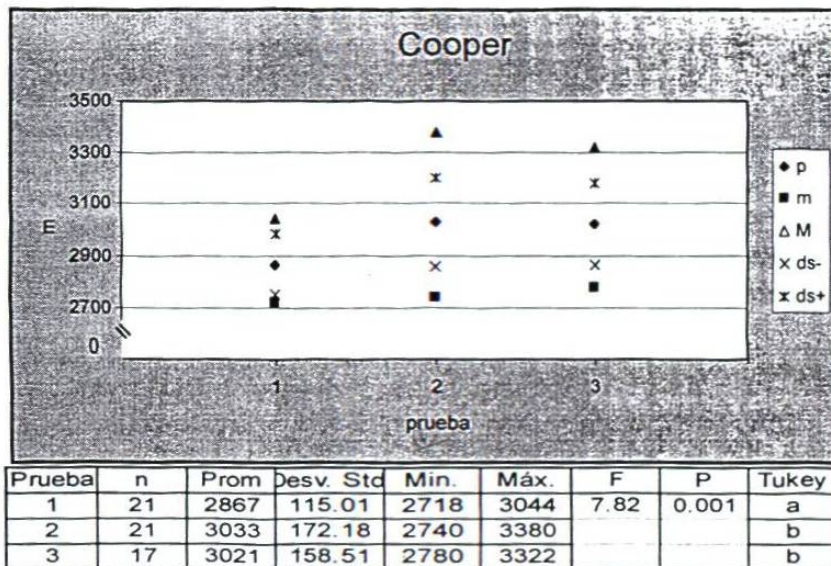 Cooper
3500
3300
3100
m
2900
2700
0
1 2 3
prueba
p
m
M
ds-
ds+
Prueba n Prom Desv. Std Min. Máx. F P Tukey
1 21 2867 115.01 2718 3044 7.82 0.001 a
2 21 3033 172.18 2740 3380 b
3 17 3021 158.51 2780 3322 b